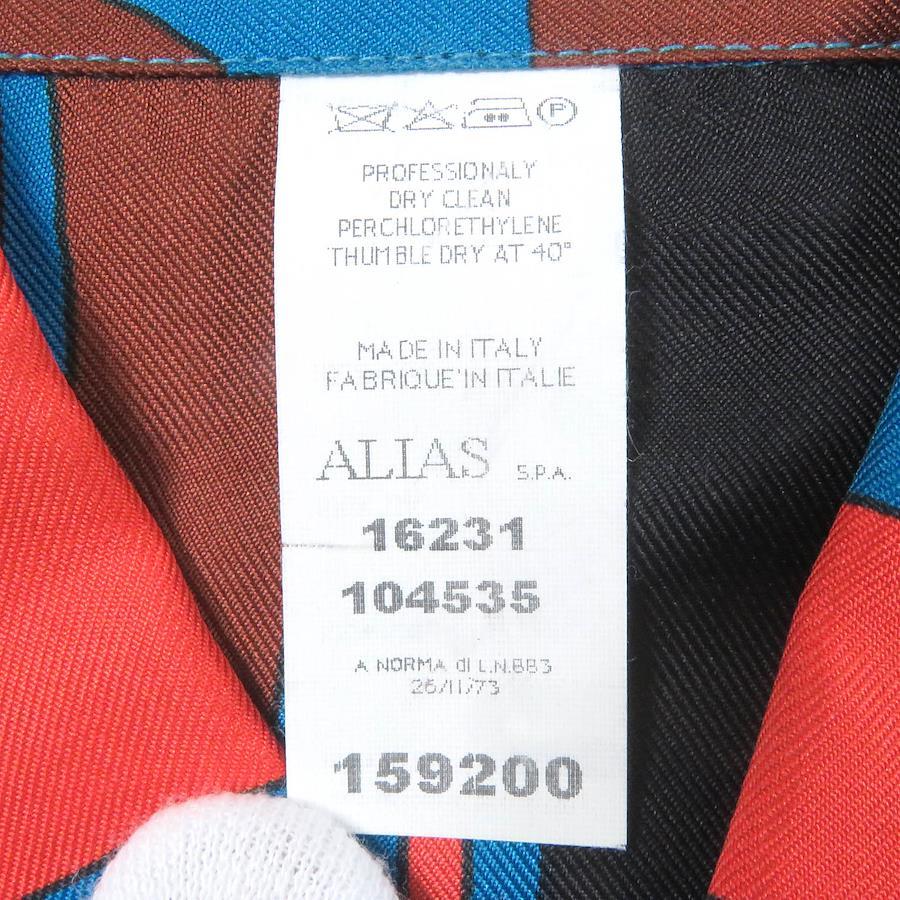 P
PROFESSIONALY
DRY CLEAN
PERCHLORETHYLENE
THUMBLE DRY AT 40°
MADE IN ITALY
FABRIQUE'IN ITALIE
ALIAS S.P.A.
16231
104535
A NORMA di L.N.883
26/11/73
159200